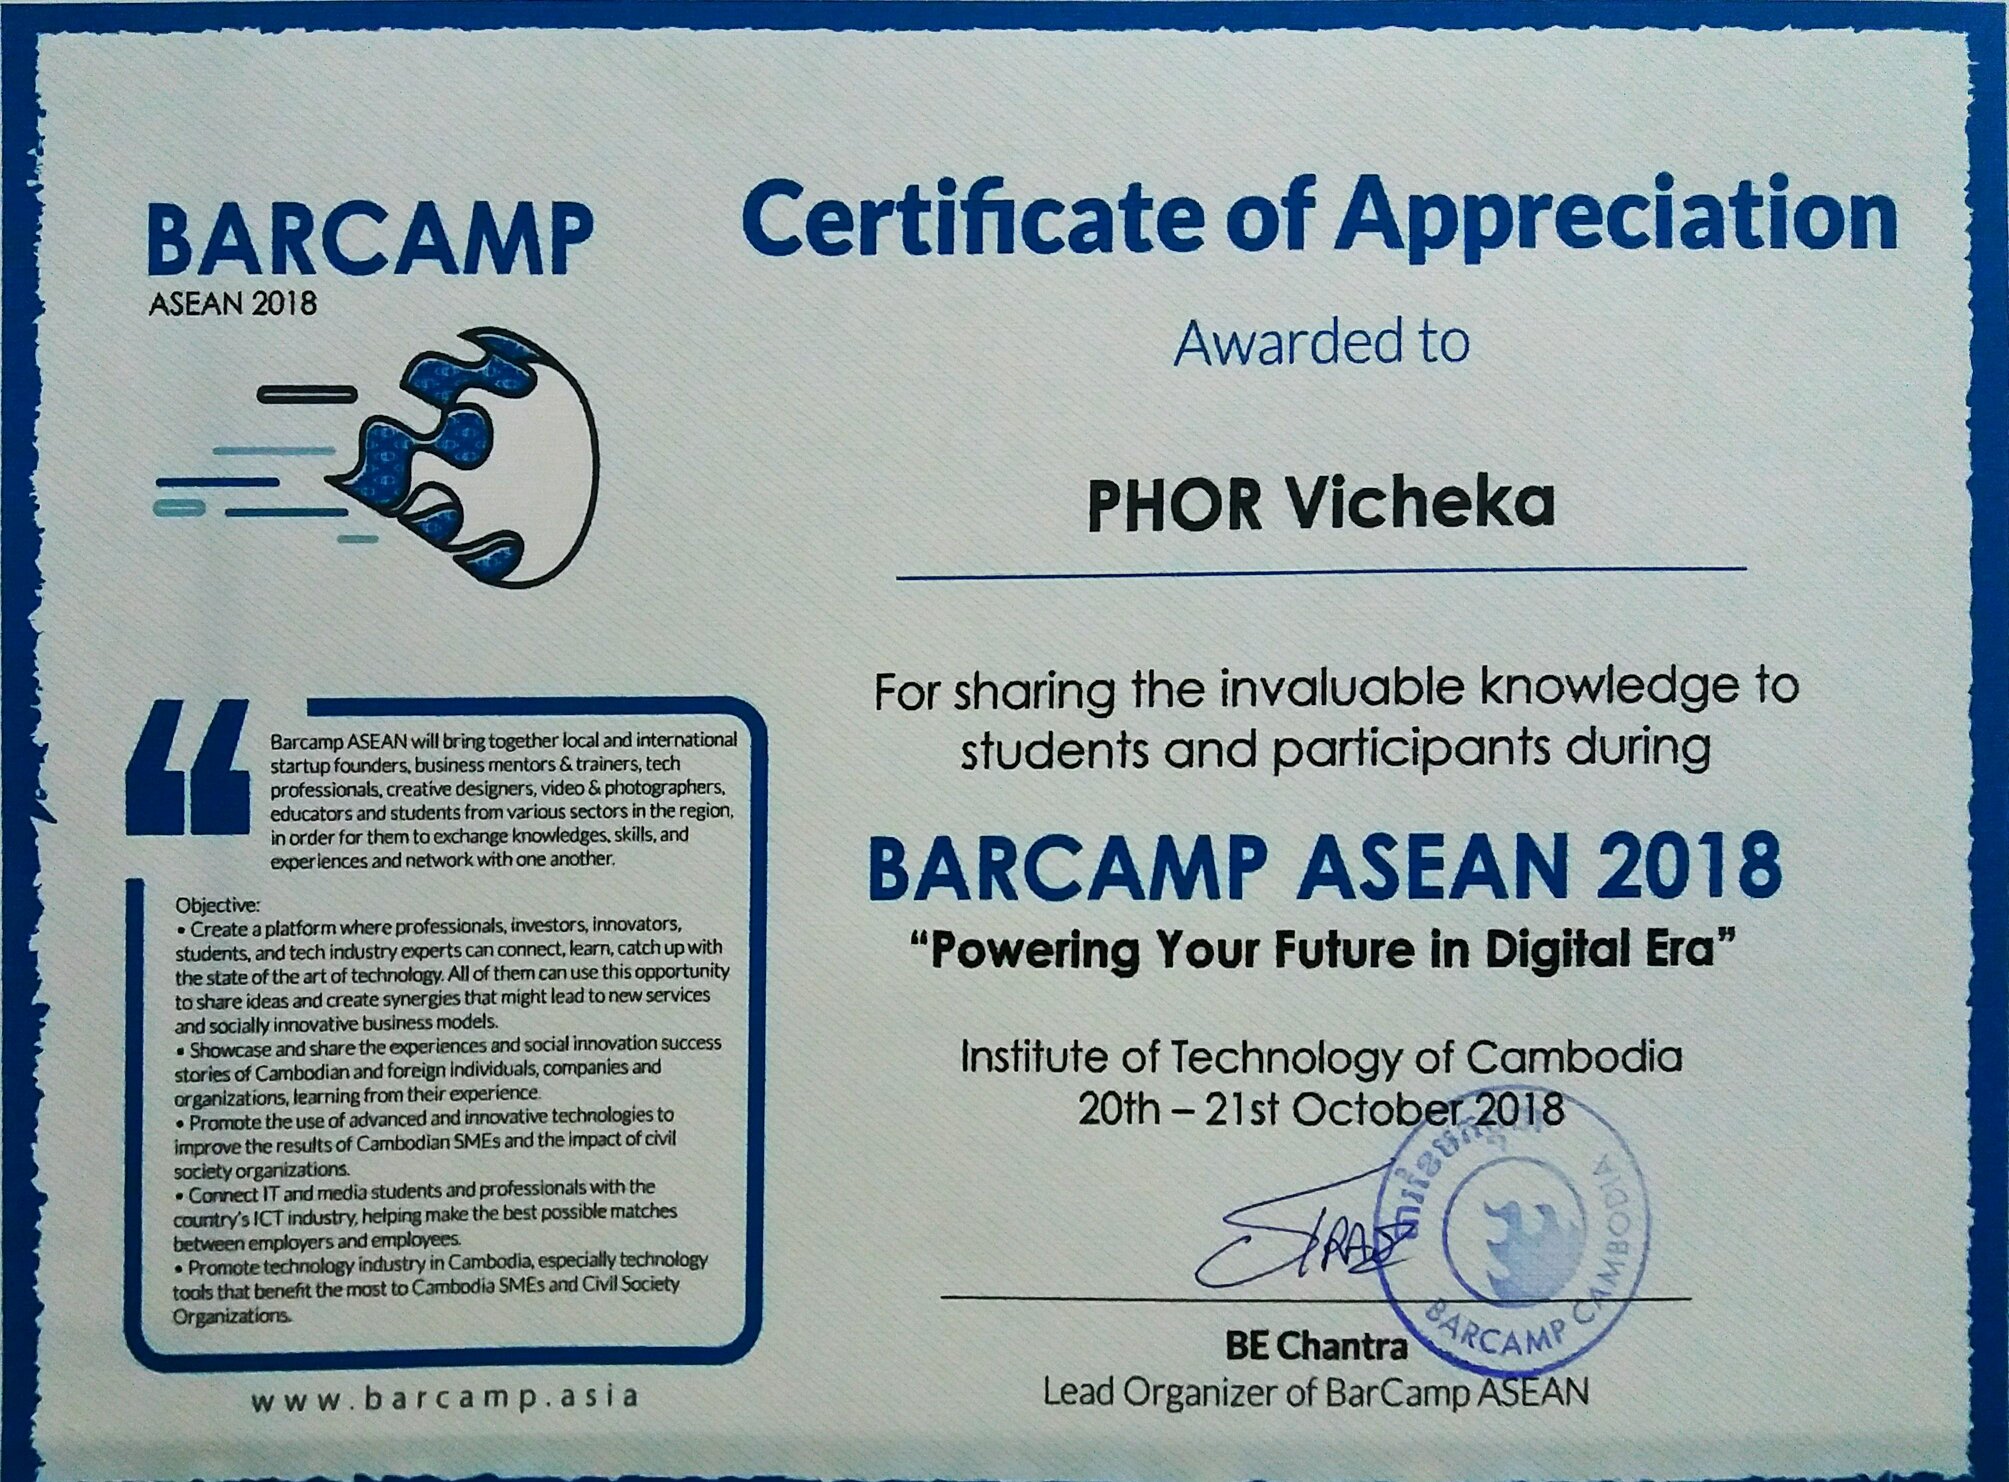 BARCAMP
ASEAN 2018
Certificate of Appreciation
Awarded to
PHOR Vicheka
For sharing the invaluable knowledge to
students and participants during
BARCAMP ASEAN 2018
“Powering Your Future in Digital Era”
Institute of Technology of Cambodia
20th – 21st October 2018
BARCAMP CAMBODIA
BE Chantra
Lead Organizer of BarCamp ASEAN
“
Barcamp ASEAN will bring together local and international
startup founders, business mentors & trainers, tech
professionals, creative designers, video & photographers,
educators and students from various sectors in the region,
in order for them to exchange knowledges, skills, and
experiences and network with one another.
Objective:
• Create a platform where professionals, investors, innovators,
students, and tech industry experts can connect, learn, catch up with
the state of the art of technology. All of them can use this opportunity
to share ideas and create synergies that might lead to new services
and socially innovative business models.
• Showcase and share the experiences and social innovation success
stories of Cambodian and foreign individuals, companies and
organizations, learning from their experience.
• Promote the use of advanced and innovative technologies to
improve the results of Cambodian SMEs and the impact of civil
society organizations.
• Connect IT and media students and professionals with the
country's ICT industry, helping make the best possible matches
between employers and employees.
• Promote technology industry in Cambodia, especially technology
tools that benefit the most to Cambodia SMEs and Civil Society
Organizations.
www.barcamp.asia